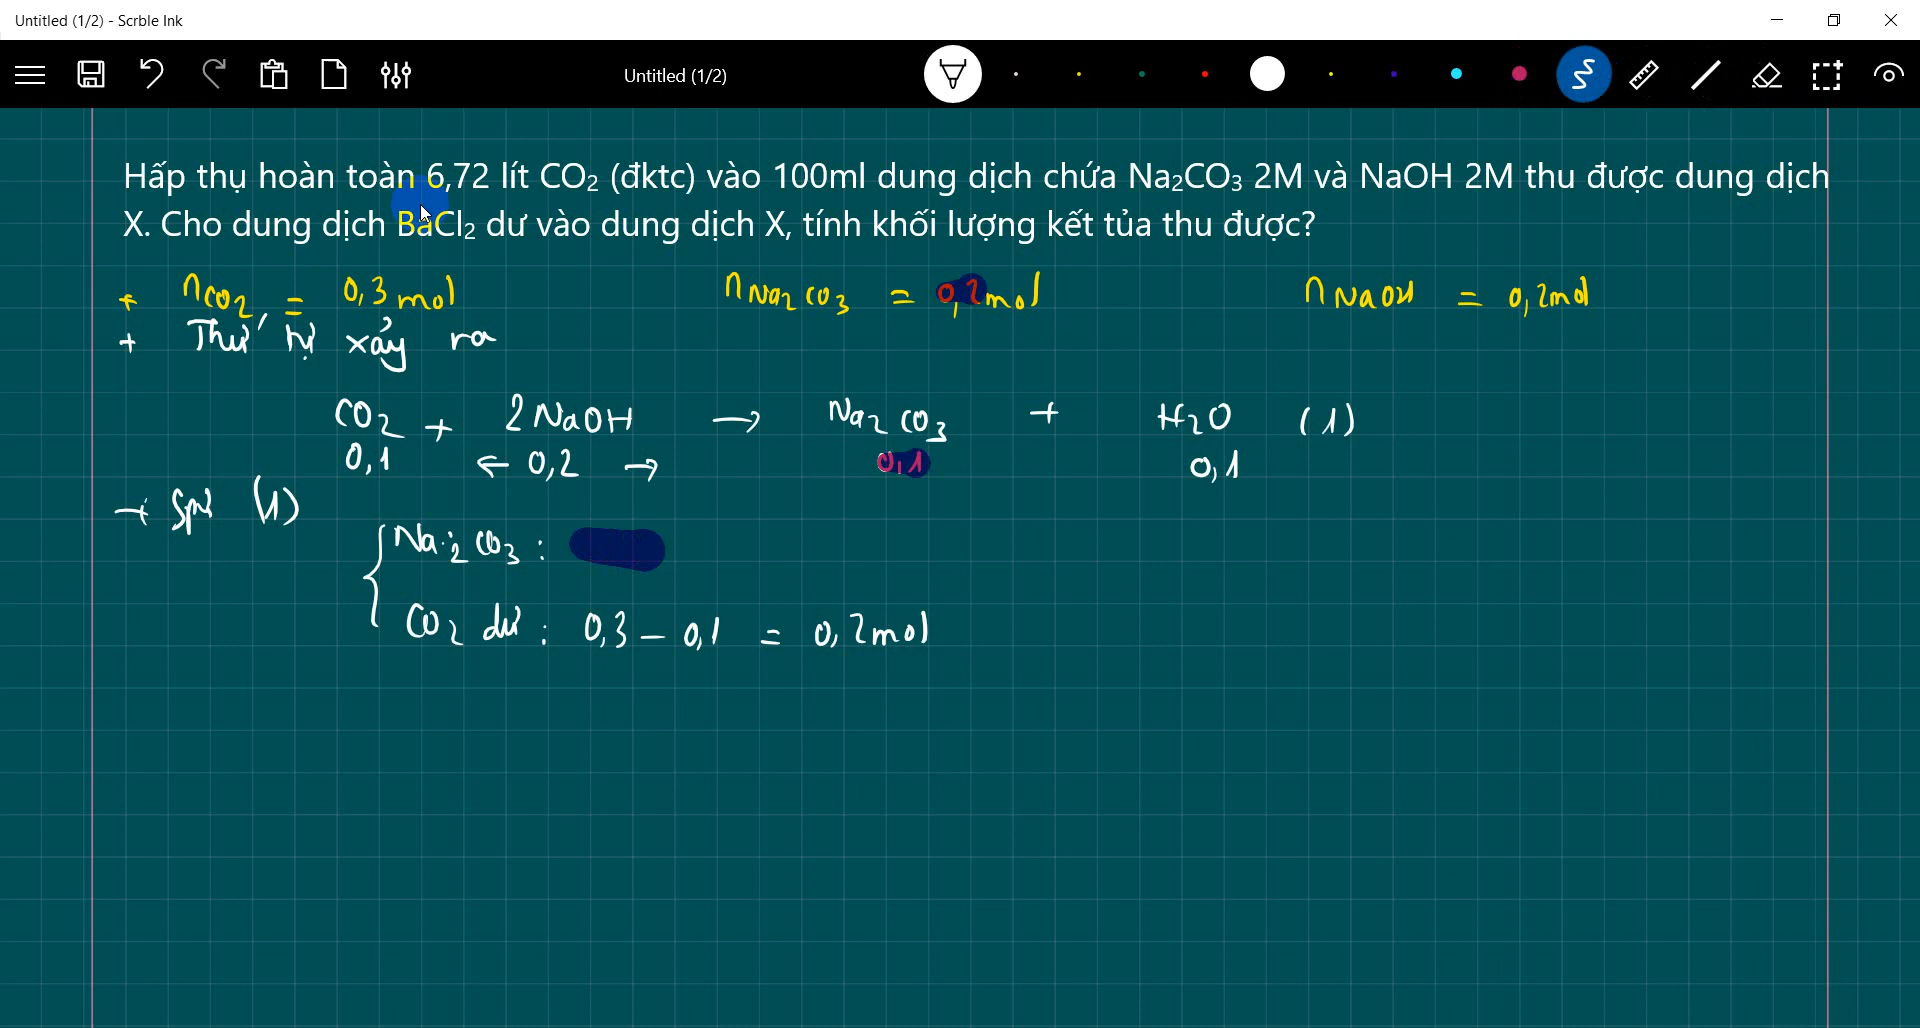 Untitled (1/2) - Scrble Ink
Untitled (1/2)
Hấp thụ hoàn toàn 6,72 lít CO₂ (đktc) vào 100ml dung dịch chứa Na₂CO₃ 2M và NaOH 2M thu được dung dịch
X. Cho dung dịch BaCl₂ dư vào dung dịch X, tính khối lượng kết tủa thu được?
+ nCO₂ = 0,3 mol nNa₂CO₃ = 0,2 mol nNaOH = 0,2 mol
+ Thứ tự xảy ra
CO₂ + 2NaOH → Na₂CO₃ + H₂O (1)
0,1 ← 0,2 → 0,1 0,1
→ Spứ (1)
{ Na₂CO₃ :
CO₂ dư : 0,3 − 0,1 = 0,2 mol